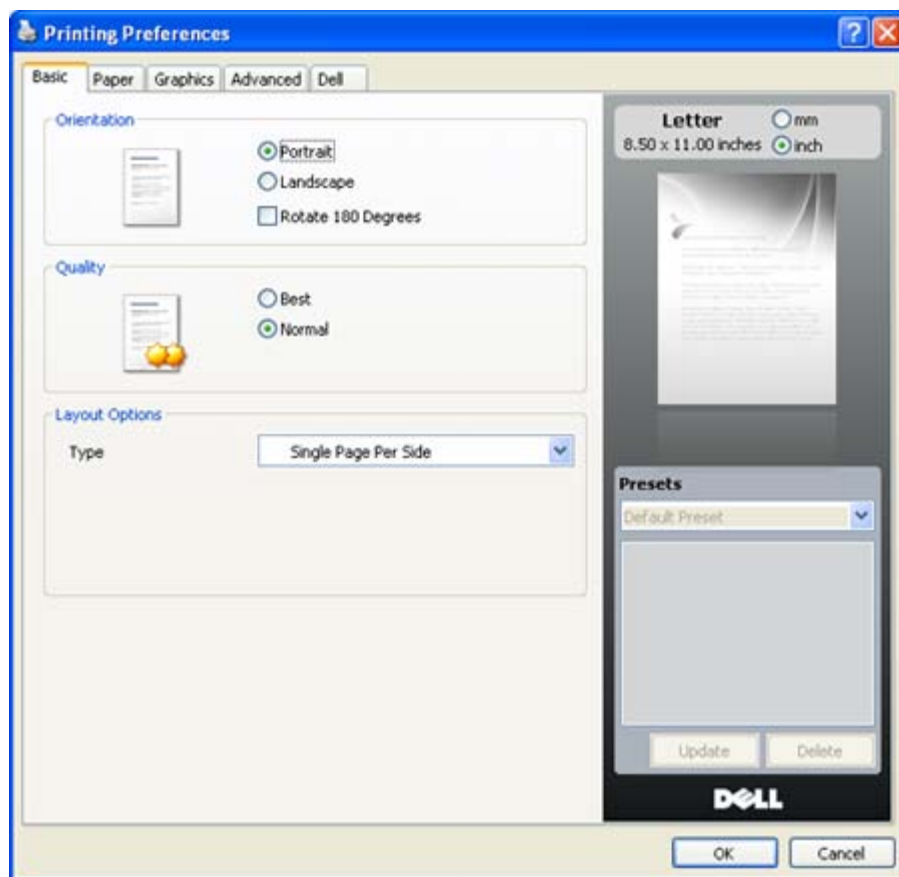 Printing Preferences
Basic
Paper
Graphics
Advanced
Dell
Orientation
Portrait
Landscape
Rotate 180 Degrees
Quality
Best
Normal
Layout Options
Type
Single Page Per Side
Letter
mm
8.50 x 11.00 inches
inch
Presets
Default Preset
Update
Delete
DELL
OK
Cancel